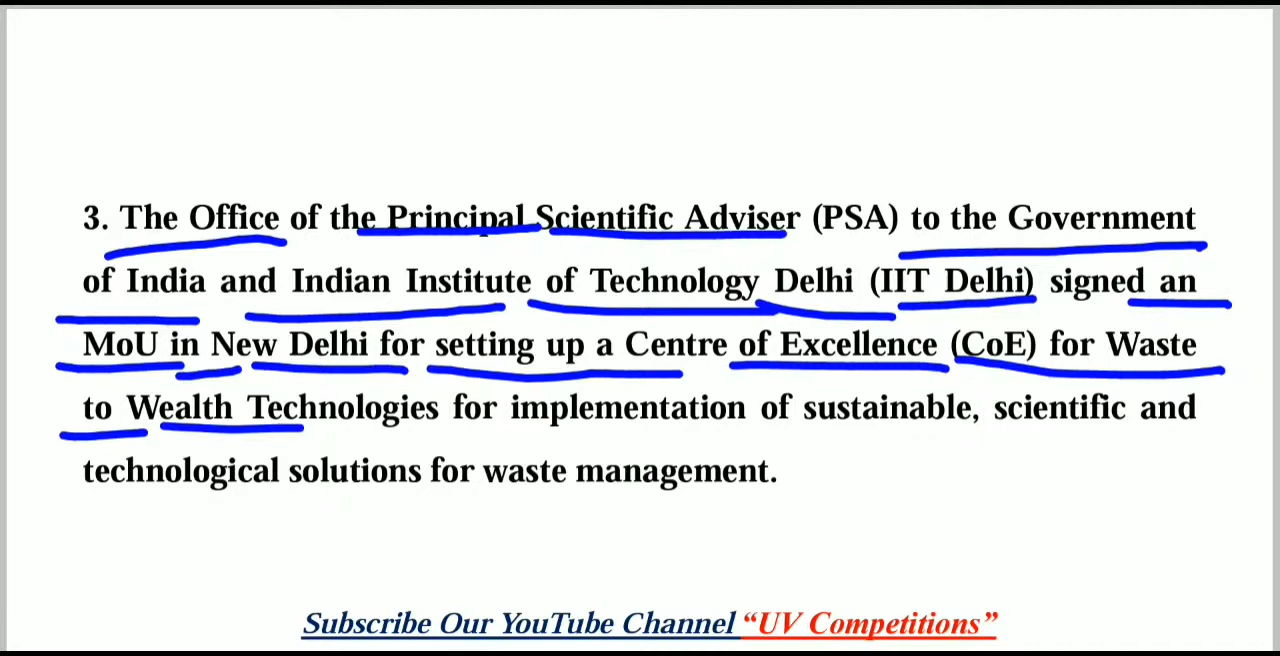 3. The Office of the Principal Scientific Adviser (PSA) to the Government
of India and Indian Institute of Technology Delhi (IIT Delhi) signed an
MoU in New Delhi for setting up a Centre of Excellence (CoE) for Waste
to Wealth Technologies for implementation of sustainable, scientific and
technological solutions for waste management.
Subscribe Our YouTube Channel “UV Competitions”